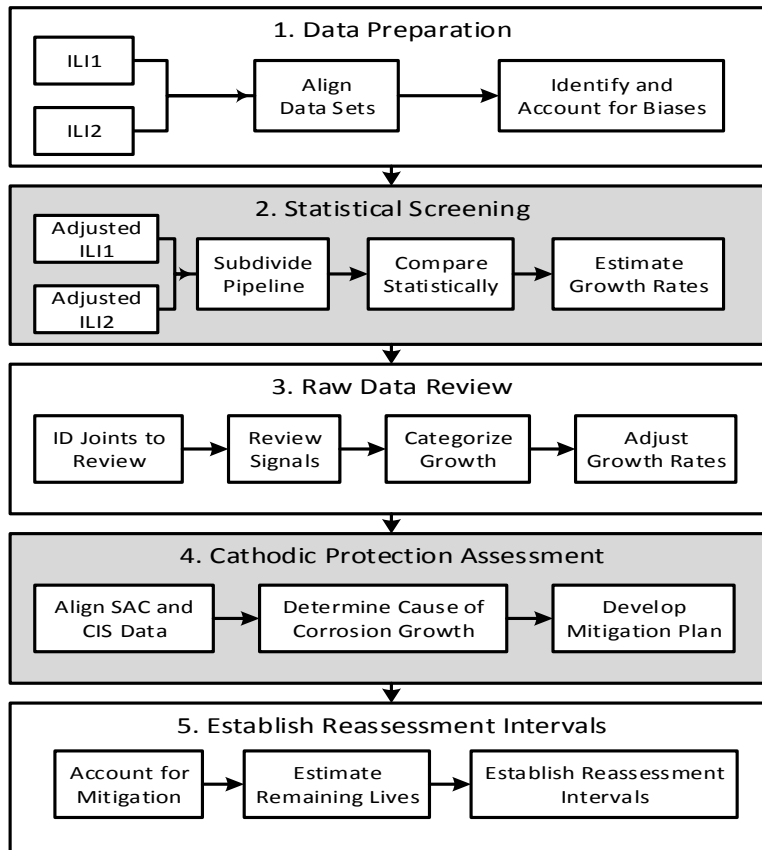 1. Data Preparation
ILI1
ILI2
Align
Data Sets
Identify and
Account for Biases
2. Statistical Screening
Adjusted
ILI1
Adjusted
ILI2
Subdivide
Pipeline
Compare
Statistically
Estimate
Growth Rates
3. Raw Data Review
ID Joints to
Review
Review
Signals
Categorize
Growth
Adjust
Growth Rates
4. Cathodic Protection Assessment
Align SAC and
CIS Data
Determine Cause of
Corrosion Growth
Develop
Mitigation Plan
5. Establish Reassessment Intervals
Account for
Mitigation
Estimate
Remaining Lives
Establish Reassessment
Intervals